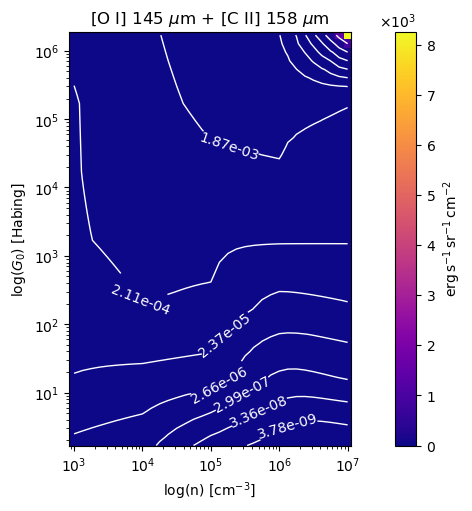 [O I] 145 μm + [C II] 158 μm
×10³
10⁶
10⁵
10⁴
10³
10²
10¹
log(G₀) [Habing]
1.87e-03
2.11e-04
2.37e-05
2.66e-06
2.99e-07
3.36e-08
3.78e-09
10³
10⁴
10⁵
10⁶
10⁷
log(n) [cm⁻³]
8
7
6
5
4
3
2
1
0
erg s⁻¹ sr⁻¹ cm⁻²